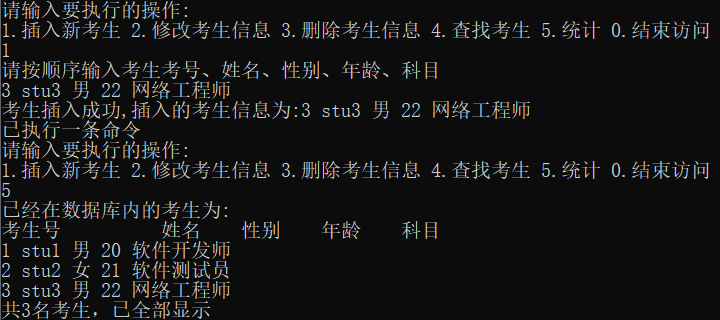 请输入要执行的操作:
1.插入新考生 2.修改考生信息 3.删除考生信息 4.查找考生 5.统计 0.结束访问
1
请按顺序输入考生考号、姓名、性别、年龄、科目
3 stu3 男 22 网络工程师
考生插入成功,插入的考生信息为:3 stu3 男 22 网络工程师
已执行一条命令
请输入要执行的操作:
1.插入新考生 2.修改考生信息 3.删除考生信息 4.查找考生 5.统计 0.结束访问
5
已经在数据库内的考生为:
考生号 姓名 性别 年龄 科目
1 stu1 男 20 软件开发师
2 stu2 女 21 软件测试员
3 stu3 男 22 网络工程师
共3名考生，已全部显示